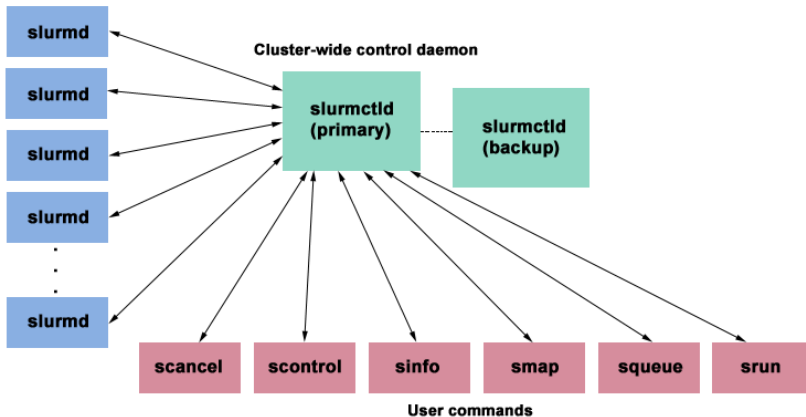 slurmd
slurmd
slurmd
slurmd
slurmd
Cluster-wide control daemon
slurmctld
(primary)
slurmctld
(backup)
scancel
scontrol
sinfo
smap
squeue
srun
User commands